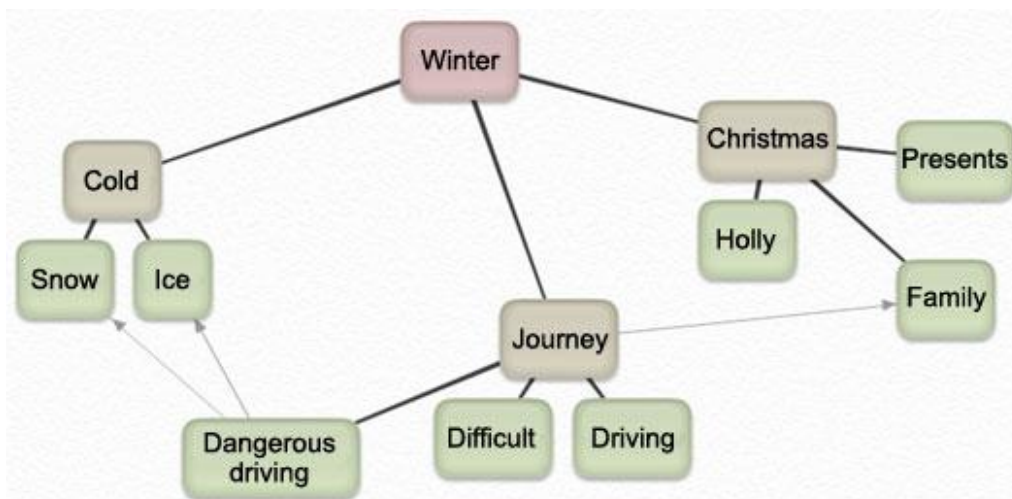 Winter
Christmas
Presents
Cold
Holly
Snow
Ice
Family
Journey
Difficult
Driving
Dangerous
driving